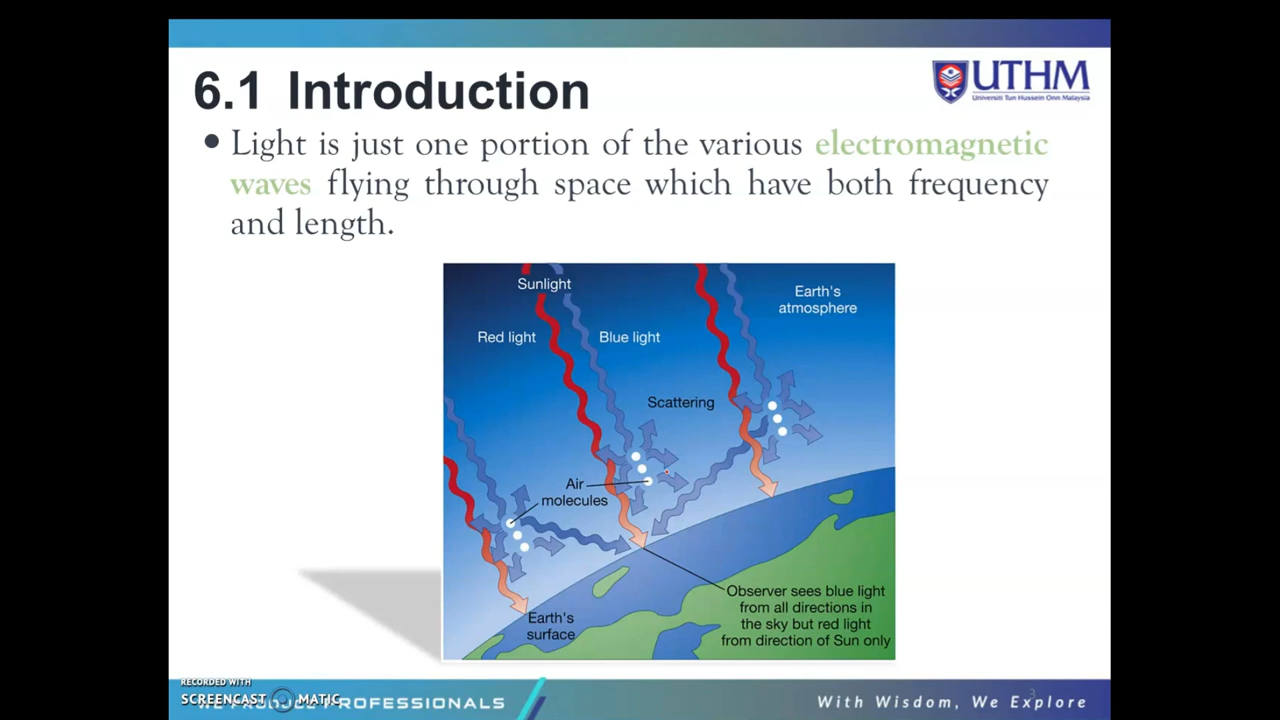 6.1 Introduction
UTHM
Universiti Tun Hussein Onn Malaysia
• Light is just one portion of the various electromagnetic
waves flying through space which have both frequency
and length.
Sunlight
Earth's
atmosphere
Red light
Blue light
Scattering
Air
molecules
Observer sees blue light
from all directions in
the sky but red light
from direction of Sun only
Earth's
surface
RECORDED WITH
SCREENCAST MATIC
WE PRODUCE PROFESSIONALS
With Wisdom, We Explore
3